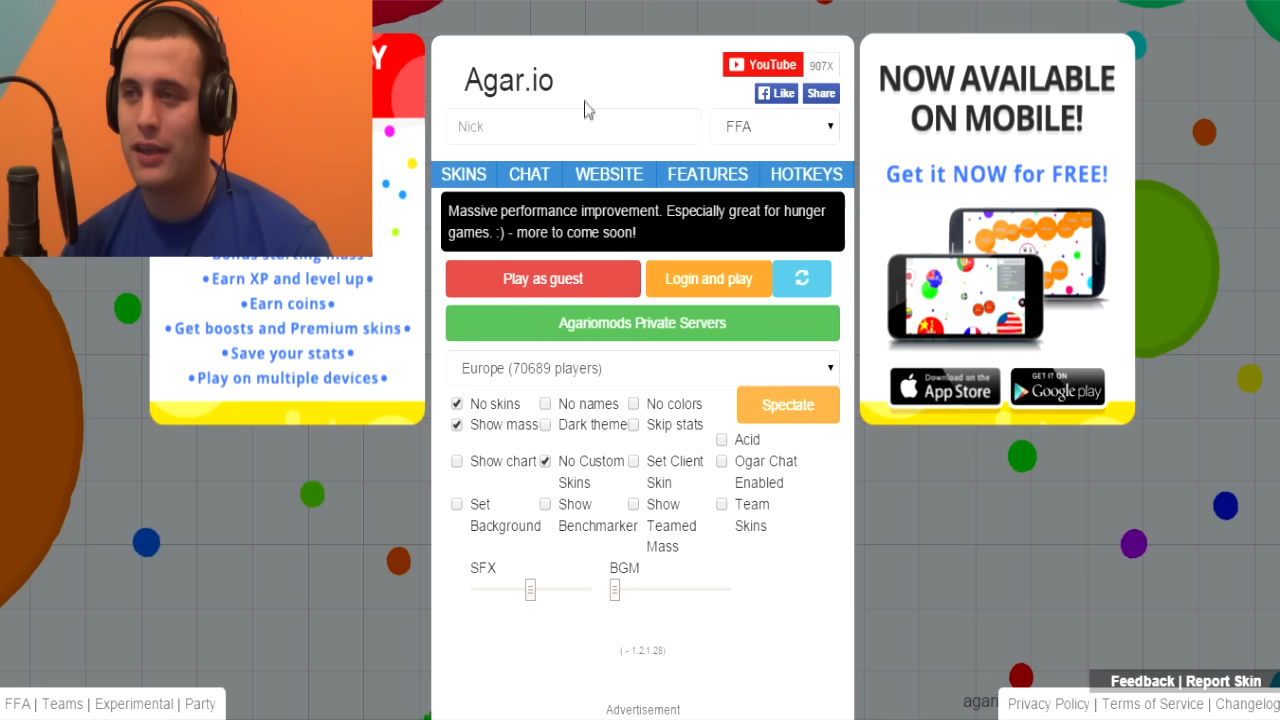 Y
Bonus starting mass
•Earn XP and level up•
•Earn coins•
•Get boosts and Premium skins•
•Save your stats•
•Play on multiple devices•
Agar.io
YouTube 907X
Like Share
Nick FFA
SKINS CHAT WEBSITE FEATURES HOTKEYS
Massive performance improvement. Especially great for hunger
games. :) - more to come soon!
Play as guest Login and play
Agariomods Private Servers
Europe (70689 players)
No skins No names No colors Spectate
Show mass Dark theme Skip stats
Acid
Show chart No Custom Skins Set Client Skin Ogar Chat Enabled
Set Background Show Benchmarker Show Teamed Mass Team Skins
SFX BGM
( - 1.2.1.28)
Advertisement
NOW AVAILABLE
ON MOBILE!
Get it NOW for FREE!
Download on the App Store
GET IT ON Google play
Feedback | Report Skin
FFA | Teams | Experimental | Party
agari
Privacy Policy | Terms of Service | Changelog